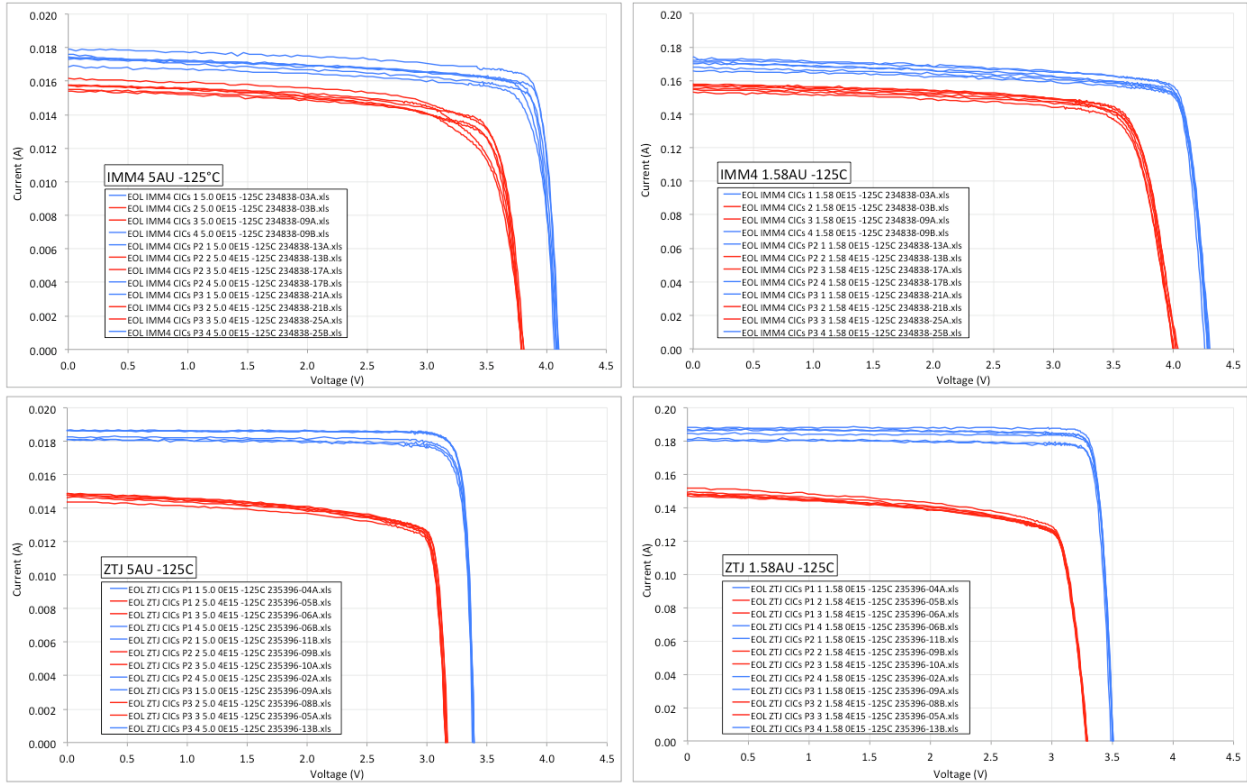 0.020
0.018
0.016
0.014
0.012
0.010
0.008
0.006
0.004
0.002
0.000
Current (A)
IMM4 5AU -125°C
EOL IMM4 CICs 1 5.0 0E15 -125C 234838-03A.xls
EOL IMM4 CICs 2 5.0 0E15 -125C 234838-03B.xls
EOL IMM4 CICs 3 5.0 0E15 -125C 234838-09A.xls
EOL IMM4 CICs 4 5.0 0E15 -125C 234838-09B.xls
EOL IMM4 CICs P2 1 5.0 0E15 -125C 234838-13A.xls
EOL IMM4 CICs P2 2 5.0 4E15 -125C 234838-13B.xls
EOL IMM4 CICs P2 3 5.0 4E15 -125C 234838-17A.xls
EOL IMM4 CICs P2 4 5.0 0E15 -125C 234838-17B.xls
EOL IMM4 CICs P3 1 5.0 0E15 -125C 234838-21A.xls
EOL IMM4 CICs P3 2 5.0 4E15 -125C 234838-21B.xls
EOL IMM4 CICs P3 3 5.0 4E15 -125C 234838-25A.xls
EOL IMM4 CICs P3 4 5.0 0E15 -125C 234838-25B.xls
0.0 0.5 1.0 1.5 2.0 2.5 3.0 3.5 4.0 4.5
Voltage (V)
0.20
0.18
0.16
0.14
0.12
0.10
0.08
0.06
0.04
0.02
0.00
Current (A)
IMM4 1.58AU -125C
EOL IMM4 CICs 1 1.58 0E15 -125C 234838-03A.xls
EOL IMM4 CICs 2 1.58 0E15 -125C 234838-03B.xls
EOL IMM4 CICs 3 1.58 0E15 -125C 234838-09A.xls
EOL IMM4 CICs 4 1.58 0E15 -125C 234838-09B.xls
EOL IMM4 CICs P2 1 1.58 0E15 -125C 234838-13A.xls
EOL IMM4 CICs P2 2 1.58 4E15 -125C 234838-13B.xls
EOL IMM4 CICs P2 3 1.58 4E15 -125C 234838-17A.xls
EOL IMM4 CICs P2 4 1.58 0E15 -125C 234838-17B.xls
EOL IMM4 CICs P3 1 1.58 0E15 -125C 234838-21A.xls
EOL IMM4 CICs P3 2 1.58 4E15 -125C 234838-21B.xls
EOL IMM4 CICs P3 3 1.58 4E15 -125C 234838-25A.xls
EOL IMM4 CICs P3 4 1.58 0E15 -125C 234838-25B.xls
0.0 0.5 1.0 1.5 2.0 2.5 3.0 3.5 4.0 4.5
Voltage (V)
0.020
0.018
0.016
0.014
0.012
0.010
0.008
0.006
0.004
0.002
0.000
Current (A)
ZTJ 5AU -125C
EOL ZTJ CICs P1 1 5.0 0E15 -125C 235396-04A.xls
EOL ZTJ CICs P1 2 5.0 4E15 -125C 235396-05B.xls
EOL ZTJ CICs P1 3 5.0 4E15 -125C 235396-06A.xls
EOL ZTJ CICs P1 4 5.0 0E15 -125C 235396-06B.xls
EOL ZTJ CICs P2 1 5.0 0E15 -125C 235396-11B.xls
EOL ZTJ CICs P2 2 5.0 4E15 -125C 235396-09B.xls
EOL ZTJ CICs P2 3 5.0 4E15 -125C 235396-10A.xls
EOL ZTJ CICs P2 4 5.0 0E15 -125C 235396-02A.xls
EOL ZTJ CICs P3 1 5.0 0E15 -125C 235396-09A.xls
EOL ZTJ CICs P3 2 5.0 4E15 -125C 235396-08B.xls
EOL ZTJ CICs P3 3 5.0 4E15 -125C 235396-05A.xls
EOL ZTJ CICs P3 4 5.0 0E15 -125C 235396-13B.xls
0.0 0.5 1.0 1.5 2.0 2.5 3.0 3.5 4.0 4.5
Voltage (V)
0.20
0.18
0.16
0.14
0.12
0.10
0.08
0.06
0.04
0.02
0.00
Current (A)
ZTJ 1.58AU -125C
EOL ZTJ CICs P1 1 1.58 0E15 -125C 235396-04A.xls
EOL ZTJ CICs P1 2 1.58 4E15 -125C 235396-05B.xls
EOL ZTJ CICs P1 3 1.58 4E15 -125C 235396-06A.xls
EOL ZTJ CICs P1 4 1.58 0E15 -125C 235396-06B.xls
EOL ZTJ CICs P2 1 1.58 0E15 -125C 235396-11B.xls
EOL ZTJ CICs P2 2 1.58 4E15 -125C 235396-09B.xls
EOL ZTJ CICs P2 3 1.58 4E15 -125C 235396-10A.xls
EOL ZTJ CICs P2 4 1.58 0E15 -125C 235396-02A.xls
EOL ZTJ CICs P3 1 1.58 0E15 -125C 235396-09A.xls
EOL ZTJ CICs P3 2 1.58 4E15 -125C 235396-08B.xls
EOL ZTJ CICs P3 3 1.58 4E15 -125C 235396-05A.xls
EOL ZTJ CICs P3 4 1.58 0E15 -125C 235396-13B.xls
0 0.5 1 1.5 2 2.5 3 3.5 4 4.5
Voltage (V)